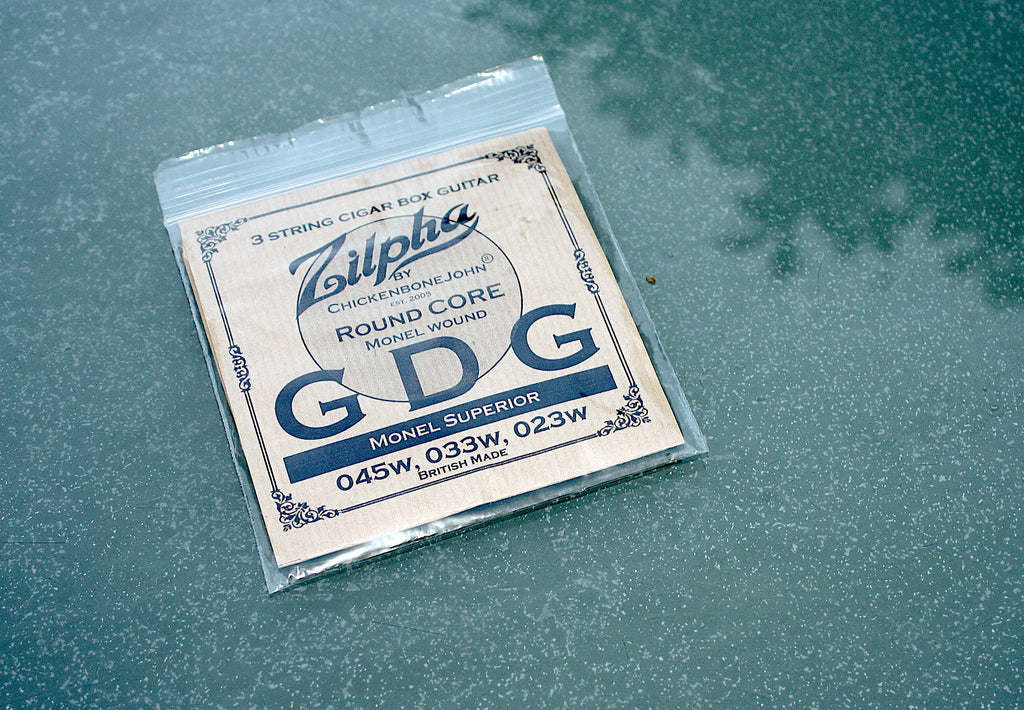 3 STRING CIGAR BOX GUITAR
Zilpha
BY
CHICKENBONEJOHN®
EST. 2005
ROUND CORE
MONEL WOUND
G D G
MONEL SUPERIOR
045W, 033W, 023W
BRITISH MADE